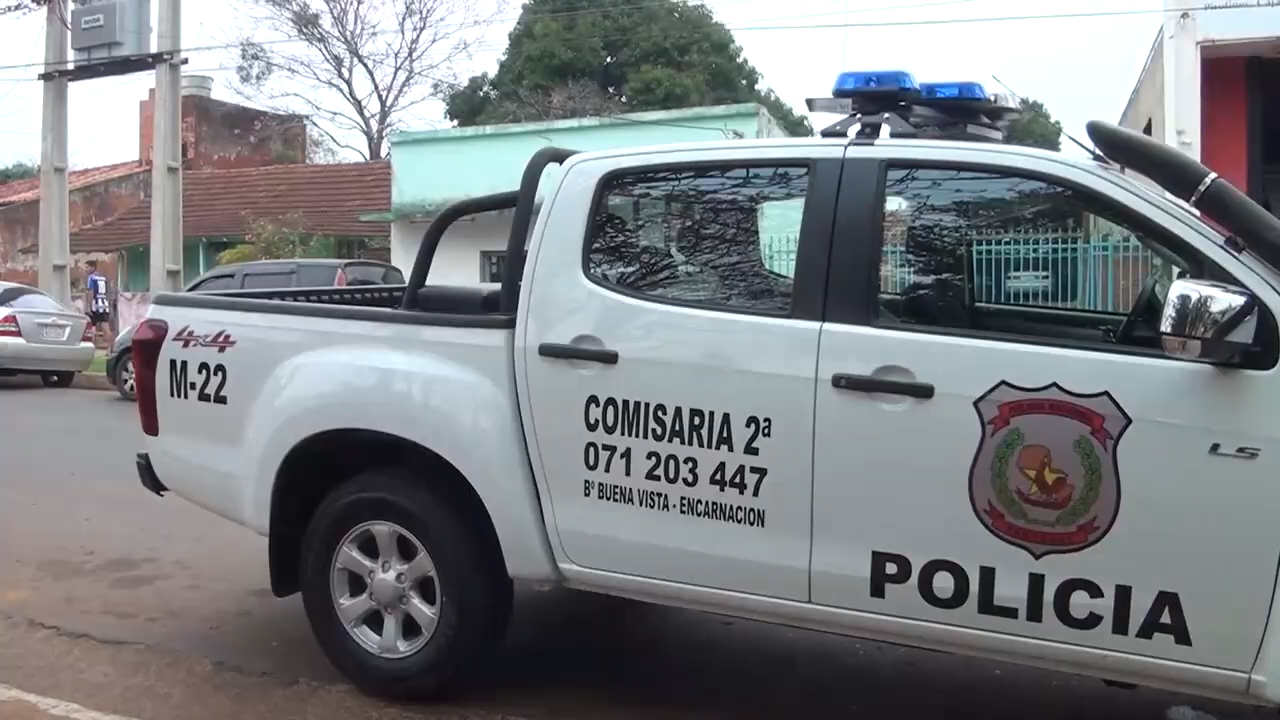 4x4
M-22
COMISARIA 2ª
071 203 447
Bº BUENA VISTA - ENCARNACION
POLICIA
LS